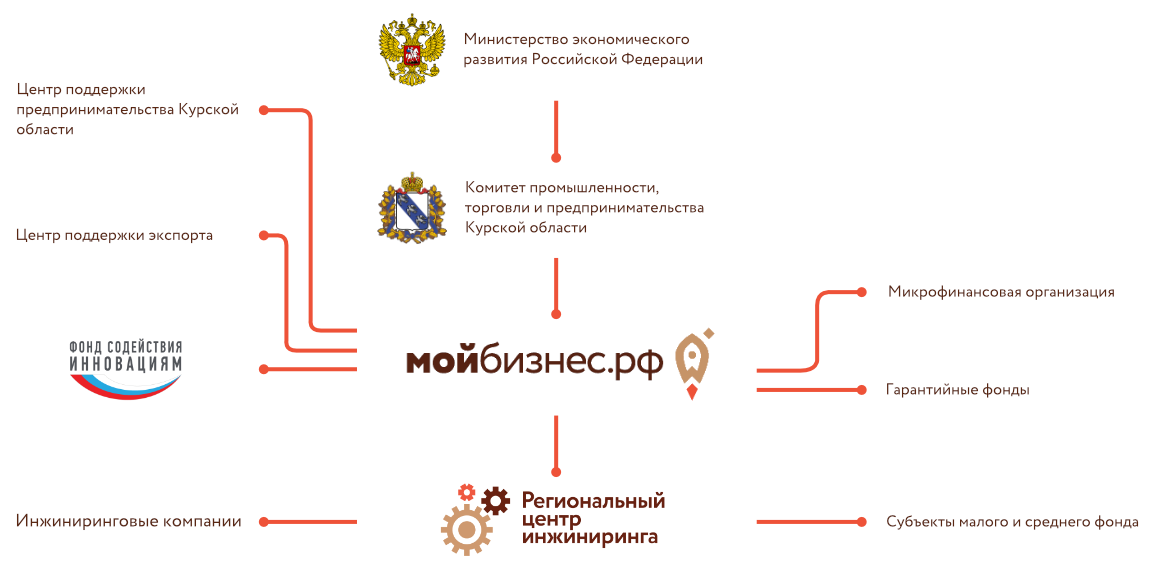 Министерство экономического
развития Российской Федерации
Центр поддержки
предпринимательства Курской
области
Комитет промышленности,
торговли и предпринимательства
Курской области
Центр поддержки экспорта
Микрофинансовая организация
ФОНД СОДЕЙСТВИЯ
ИННОВАЦИЯМ
мойбизнес.рф
Гарантийные фонды
Региональный
центр
инжиниринга
Инжиниринговые компании
Субъекты малого и среднего фонда